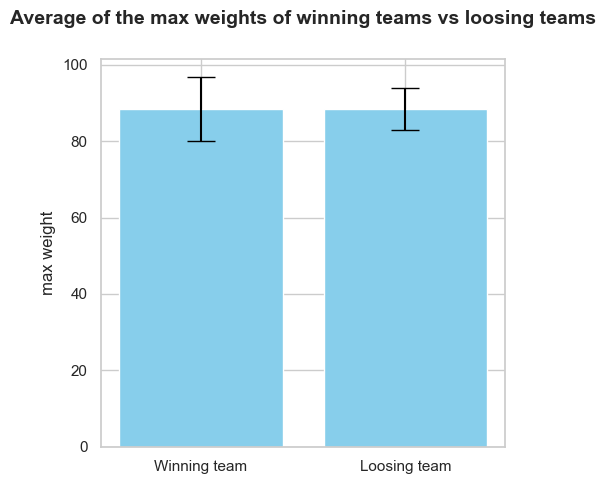 Average of the max weights of winning teams vs loosing teams
100
80
60
40
20
0
max weight
Winning team
Loosing team